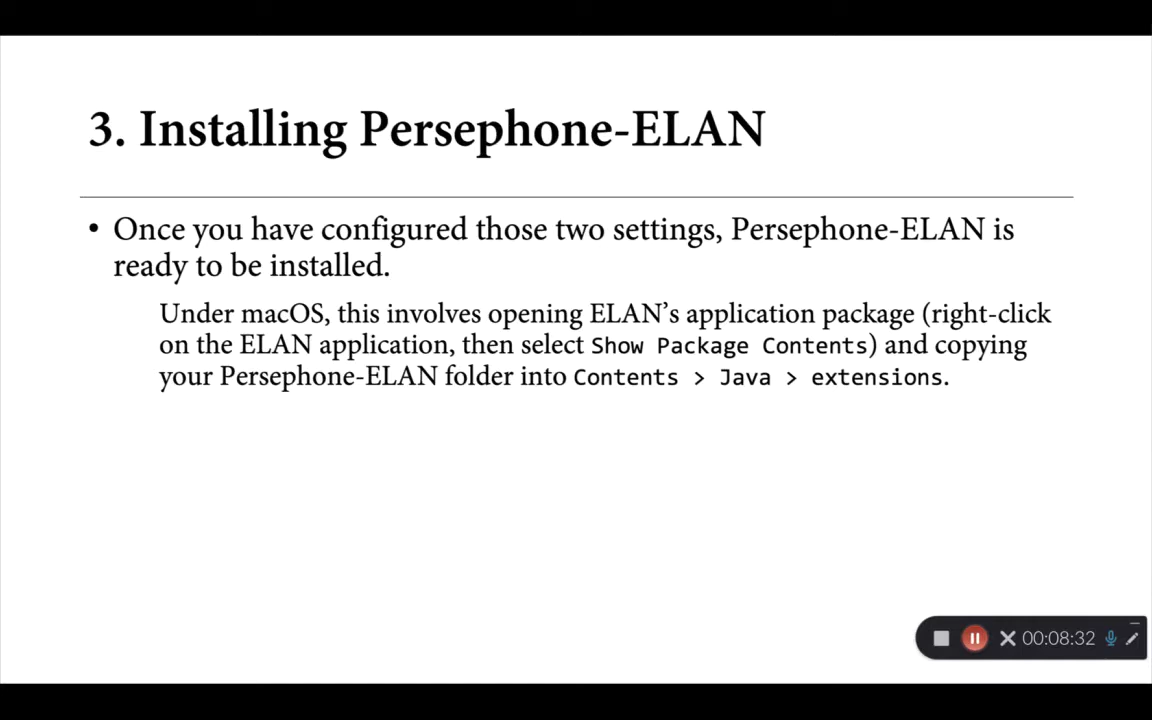 3. Installing Persephone-ELAN
• Once you have configured those two settings, Persephone-ELAN is
ready to be installed.
Under macOS, this involves opening ELAN’s application package (right-click
on the ELAN application, then select Show Package Contents) and copying
your Persephone-ELAN folder into Contents > Java > extensions.
00:08:32